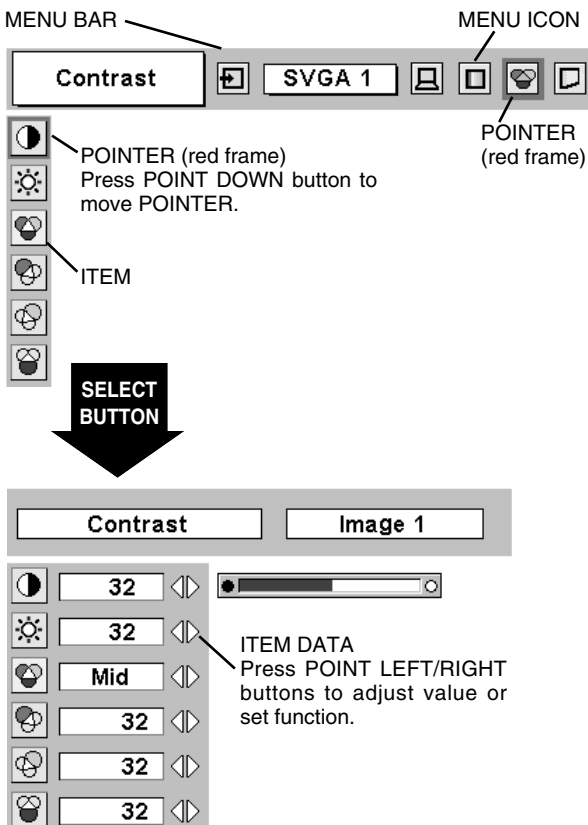 MENU BAR
MENU ICON
Contrast
SVGA 1
POINTER
(red frame)
POINTER (red frame)
Press POINT DOWN button to
move POINTER.
ITEM
SELECT
BUTTON
Contrast
Image 1
32
32
ITEM DATA
Press POINT LEFT/RIGHT
buttons to adjust value or
set function.
Mid
32
32
32